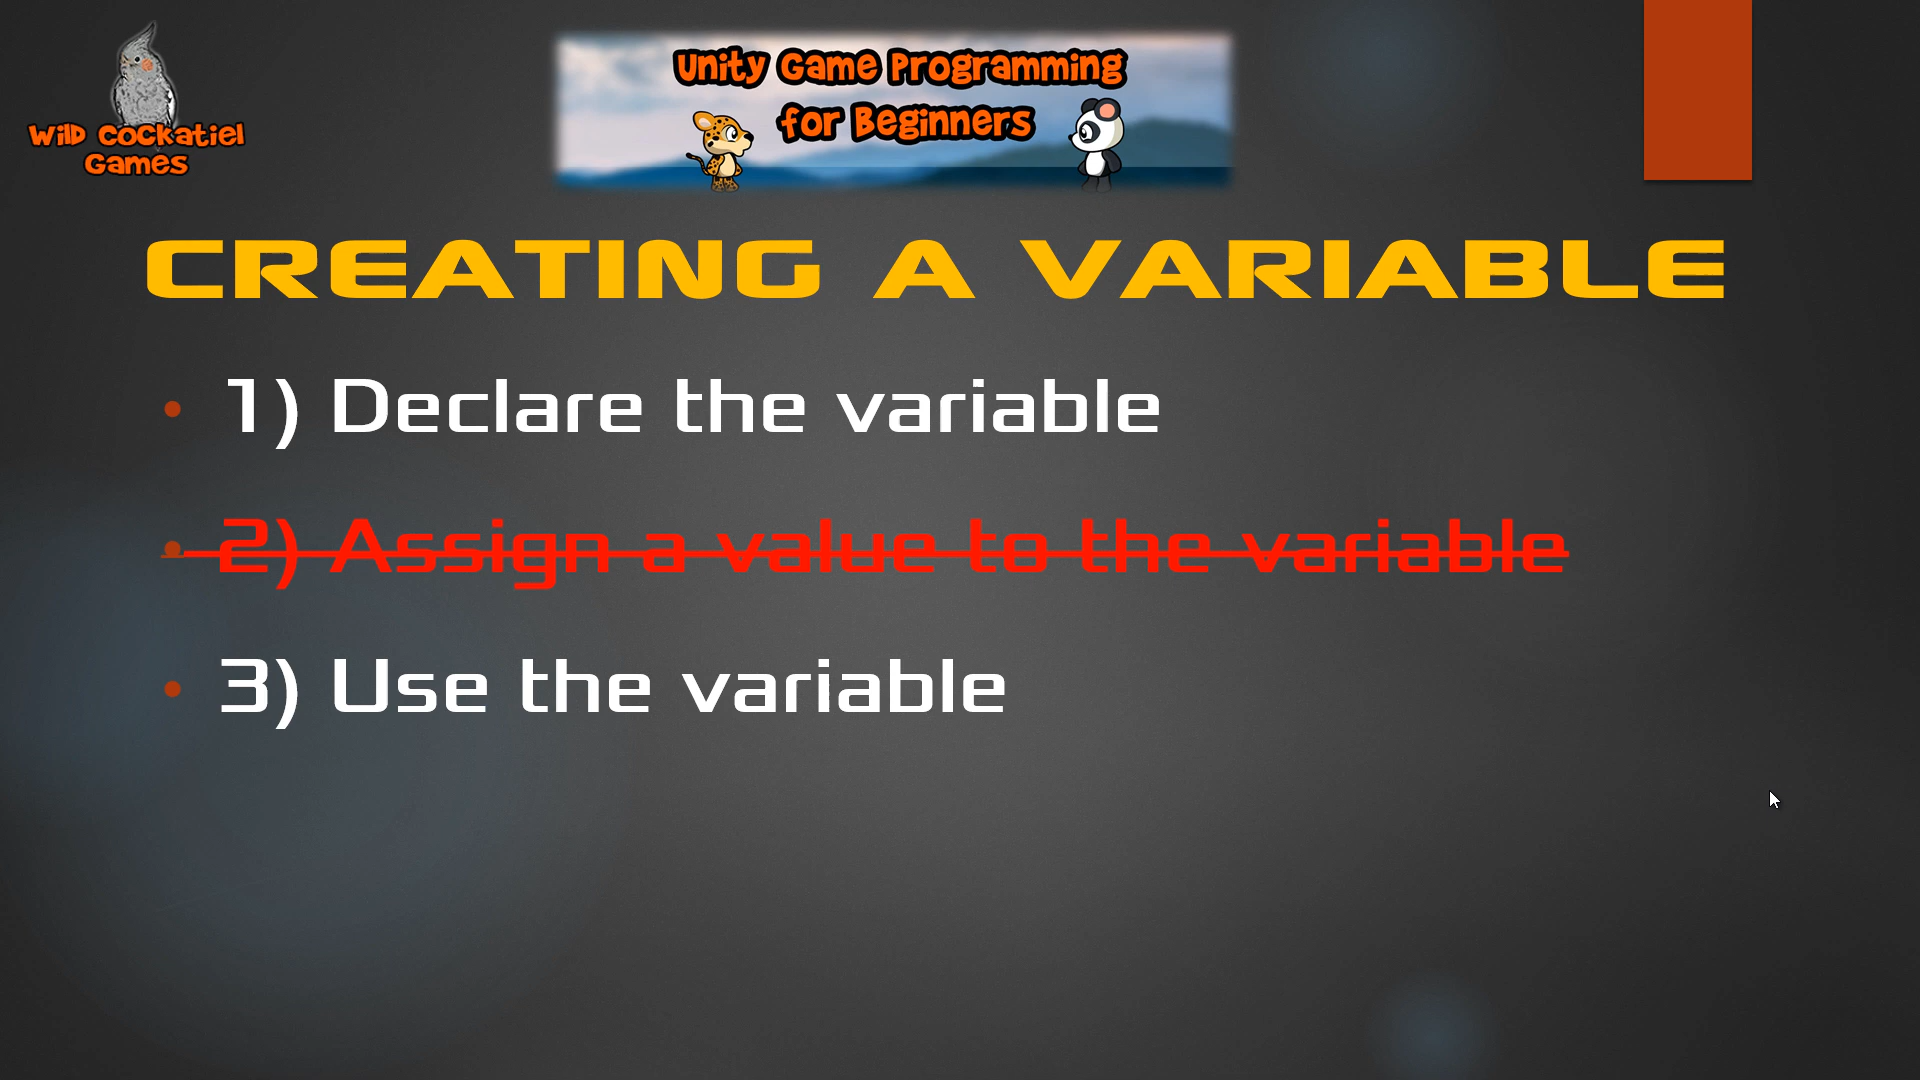 Wild Cockatiel
Games
Unity Game Programming
for Beginners
CREATING A VARIABLE
• 1) Declare the variable
• 2) Assign a value to the variable
• 3) Use the variable